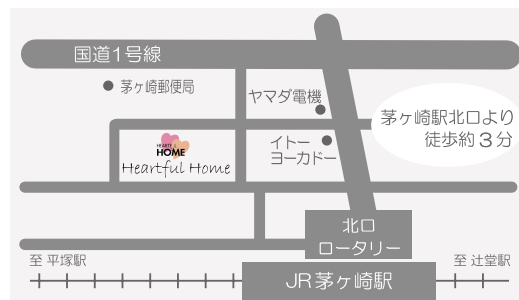 国道1号線
茅ヶ崎郵便局
ヤマダ電機
茅ヶ崎駅北口より
徒歩約3分
HEARTFUL
HOME
Heartful Home
イトー
ヨーカドー
北口
ロータリー
至 平塚駅
至 辻堂駅
JR茅ヶ崎駅